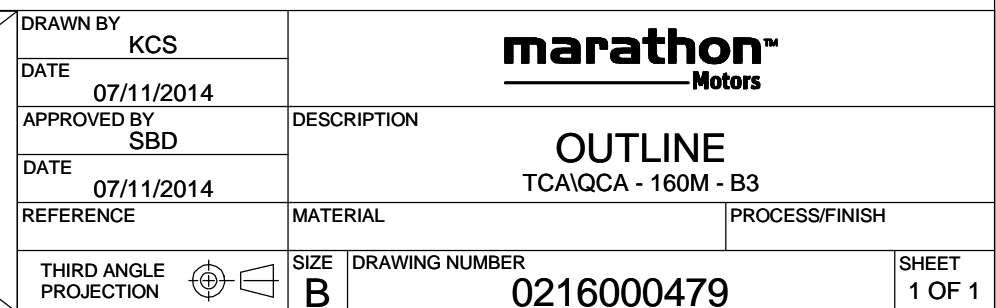 DRAWN BY
KCS
DATE
07/11/2014
APPROVED BY
SBD
DATE
07/11/2014
REFERENCE
THIRD ANGLE
PROJECTION
marathon™
Motors
DESCRIPTION
OUTLINE
TCA\QCA - 160M - B3
MATERIAL
PROCESS/FINISH
SIZE
B
DRAWING NUMBER
0216000479
SHEET
1 OF 1